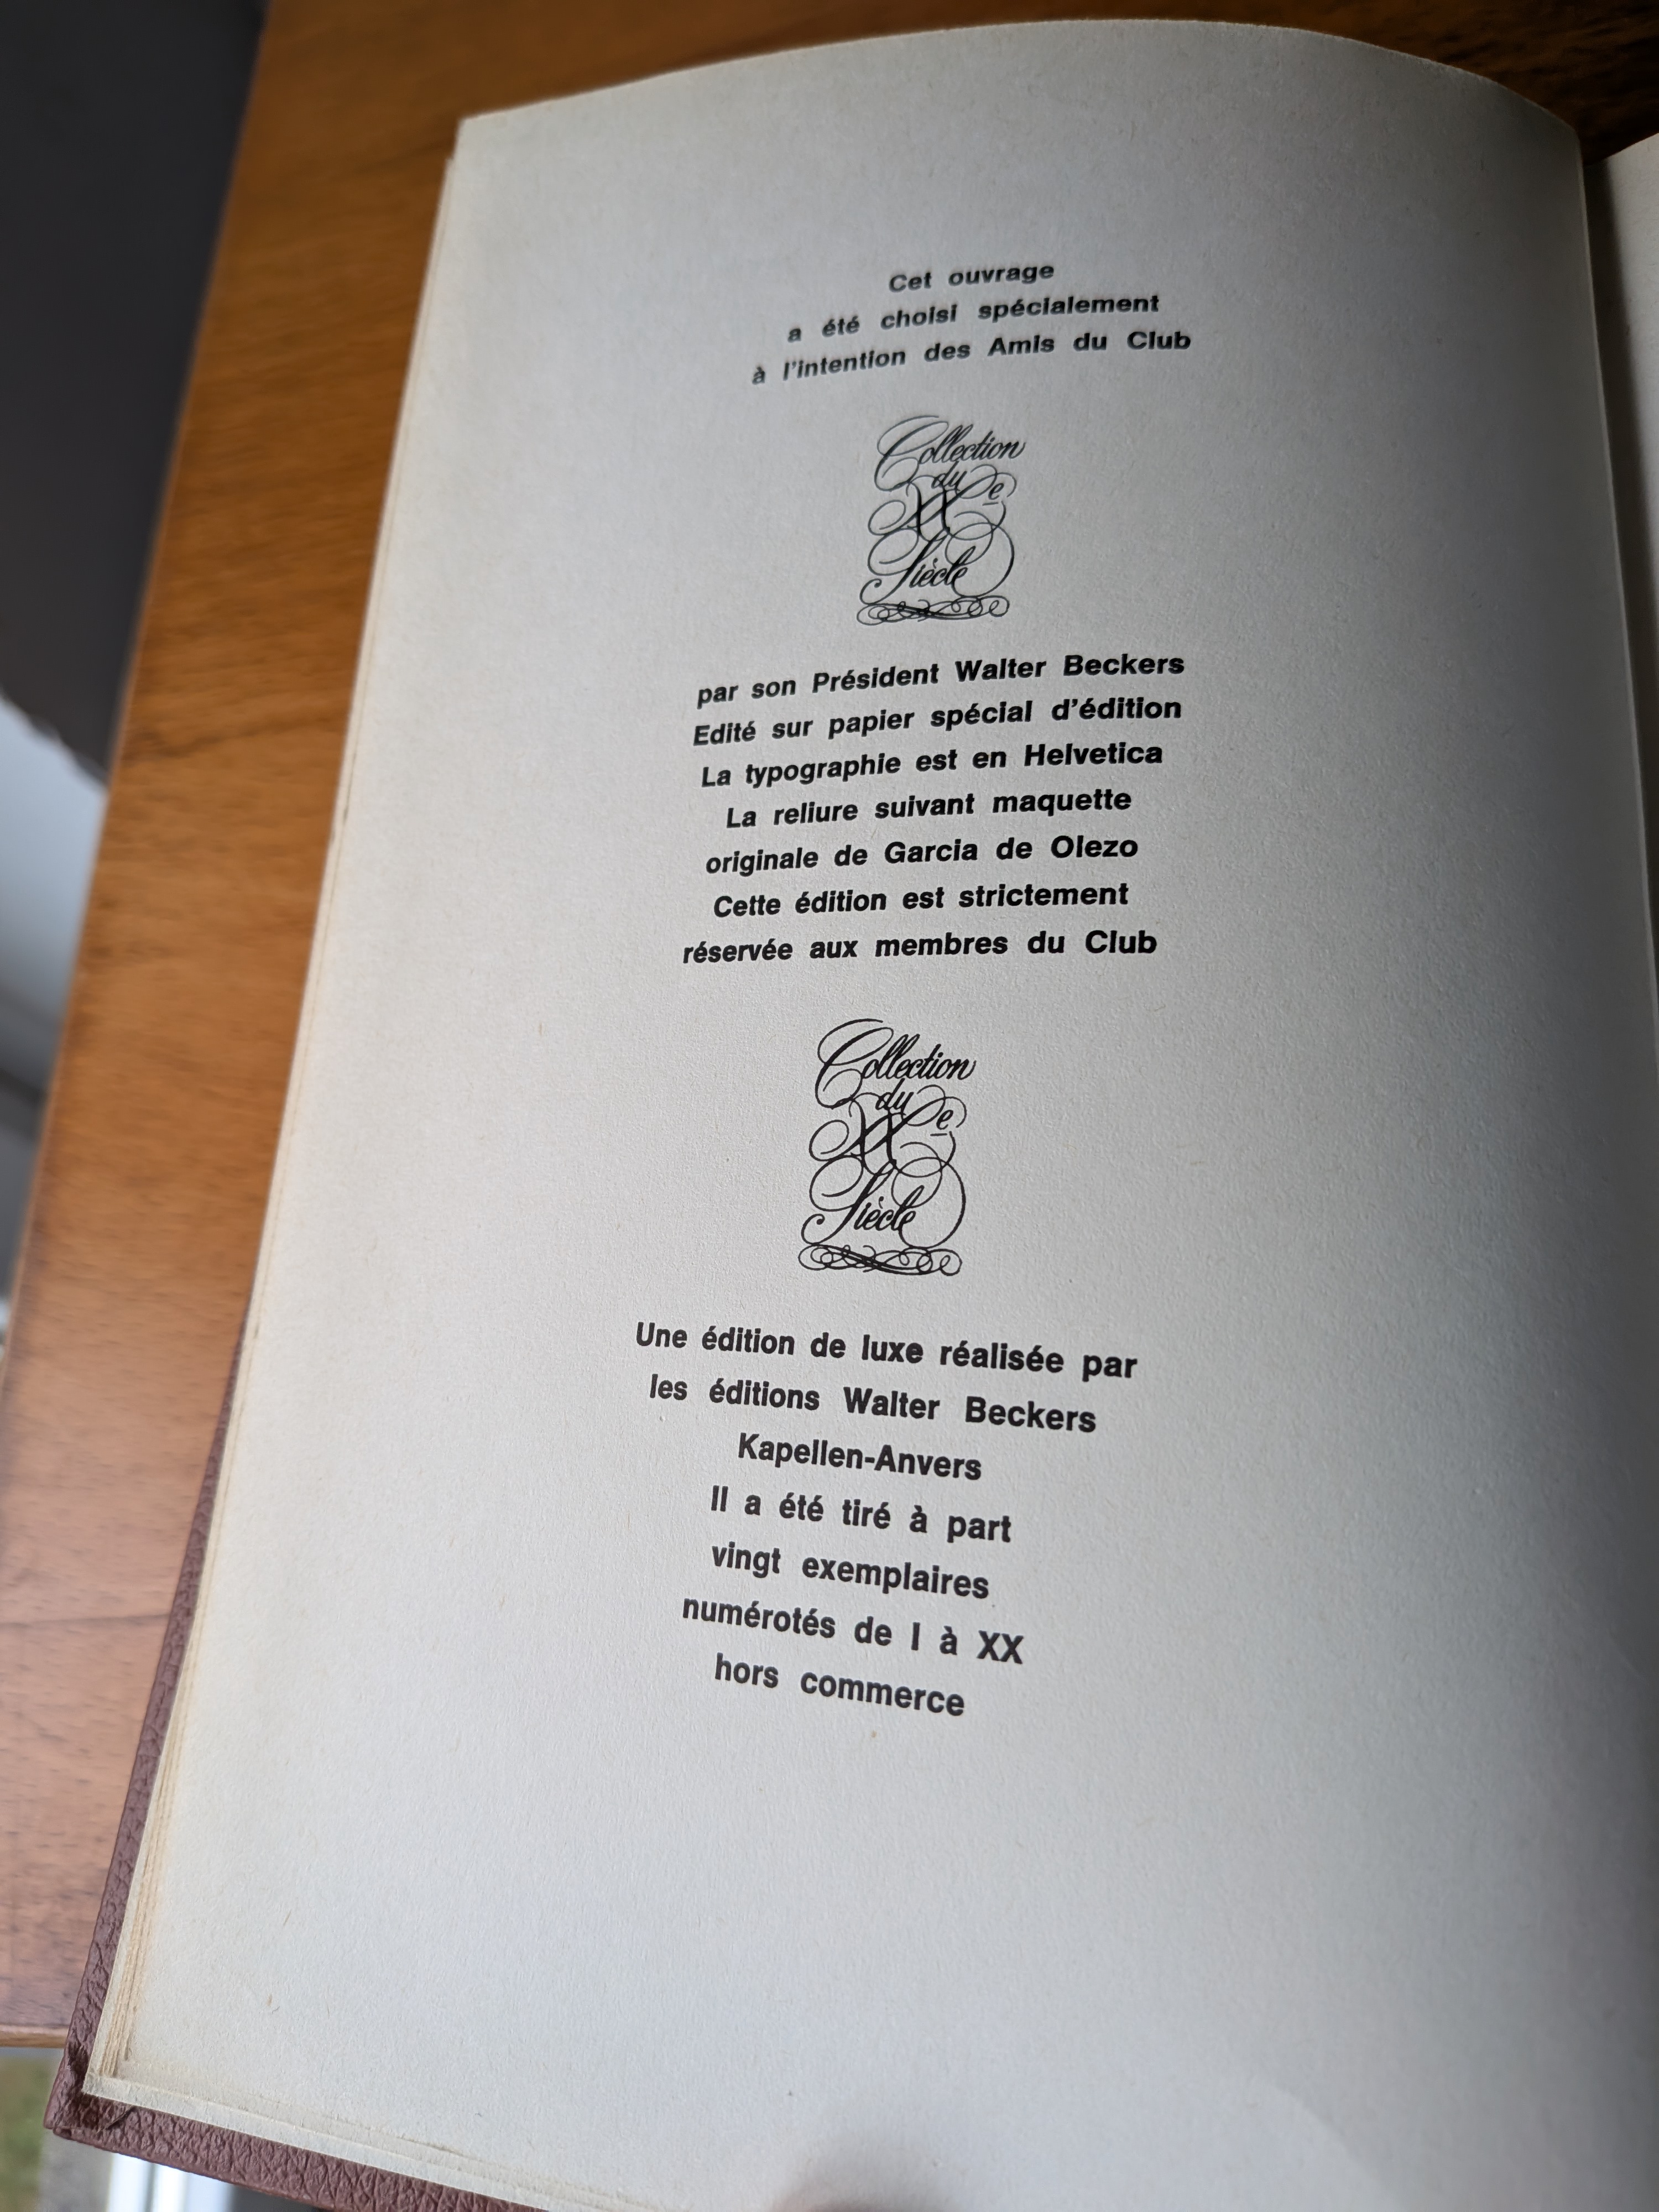 Cet ouvrage
a été choisi spécialement
à l'intention des Amis du Club
Collection
du
XXe
Siècle
par son Président Walter Beckers
Edité sur papier spécial d'édition
La typographie est en Helvetica
La reliure suivant maquette
originale de Garcia de Olezo
Cette édition est strictement
réservée aux membres du Club
Collection
du
XXe
Siècle
Une édition de luxe réalisée par
les éditions Walter Beckers
Kapellen-Anvers
Il a été tiré à part
vingt exemplaires
numérotés de I à XX
hors commerce